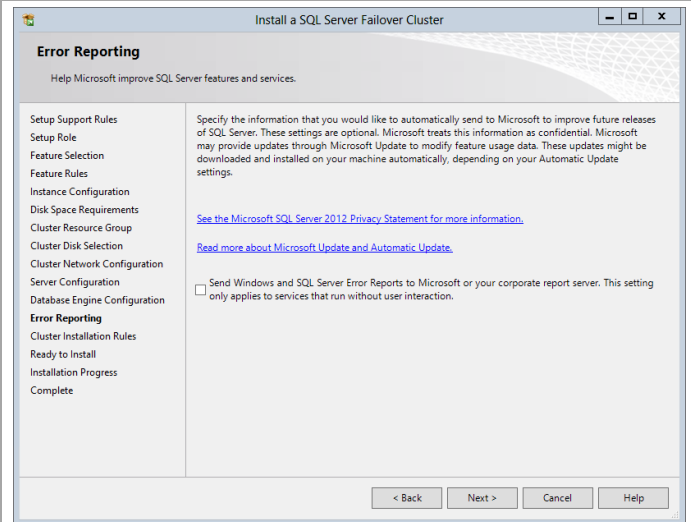 Install a SQL Server Failover Cluster
Error Reporting
Help Microsoft improve SQL Server features and services.
Setup Support Rules
Setup Role
Feature Selection
Feature Rules
Instance Configuration
Disk Space Requirements
Cluster Resource Group
Cluster Disk Selection
Cluster Network Configuration
Server Configuration
Database Engine Configuration
Error Reporting
Cluster Installation Rules
Ready to Install
Installation Progress
Complete
Specify the information that you would like to automatically send to Microsoft to improve future releases
of SQL Server. These settings are optional. Microsoft treats this information as confidential. Microsoft
may provide updates through Microsoft Update to modify feature usage data. These updates might be
downloaded and installed on your machine automatically, depending on your Automatic Update
settings.
See the Microsoft SQL Server 2012 Privacy Statement for more information.
Read more about Microsoft Update and Automatic Update.
Send Windows and SQL Server Error Reports to Microsoft or your corporate report server. This setting
only applies to services that run without user interaction.
< Back
Next >
Cancel
Help